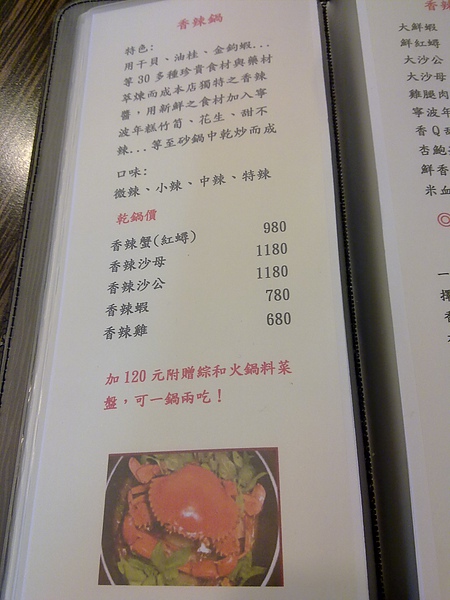 香辣鍋
特色:
用干貝、油桂、金鉤蝦...
等30多種珍貴食材與藥材
萃煉而成本店獨特之香辣
醬，用新鮮之食材加入寧
波年糕竹筍、花生、甜不
辣...等至砂鍋中乾炒而成
口味:
微辣、小辣、中辣、特辣
乾鍋價
香辣蟹(紅蟳) 980
香辣沙母 1180
香辣沙公 1180
香辣蝦 780
香辣雞 680
加120元附贈綜和火鍋料菜
盤，可一鍋兩吃！
香辣
大鮮蝦
鮮紅蟳
大沙公
大沙母
雞腿肉
寧波年
香Q甜
杏鮑
鮮香
米血